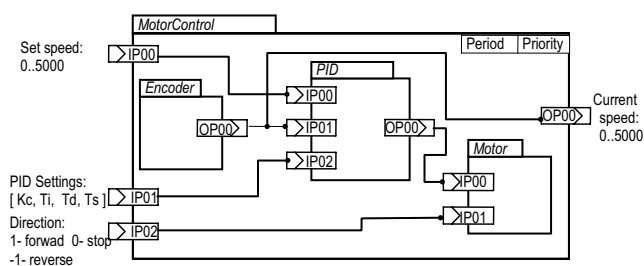 MotorControl
Period Priority
Set speed:
0..5000
IP00
PID
Encoder
IP00
OP00
IP01
OP00
IP02
OP00
Current
speed:
0..5000
Motor
IP00
PID Settings:
[ Kc, Ti, Td, Ts ]
IP01
IP01
Direction:
1- forwad 0- stop
-1- reverse
IP02